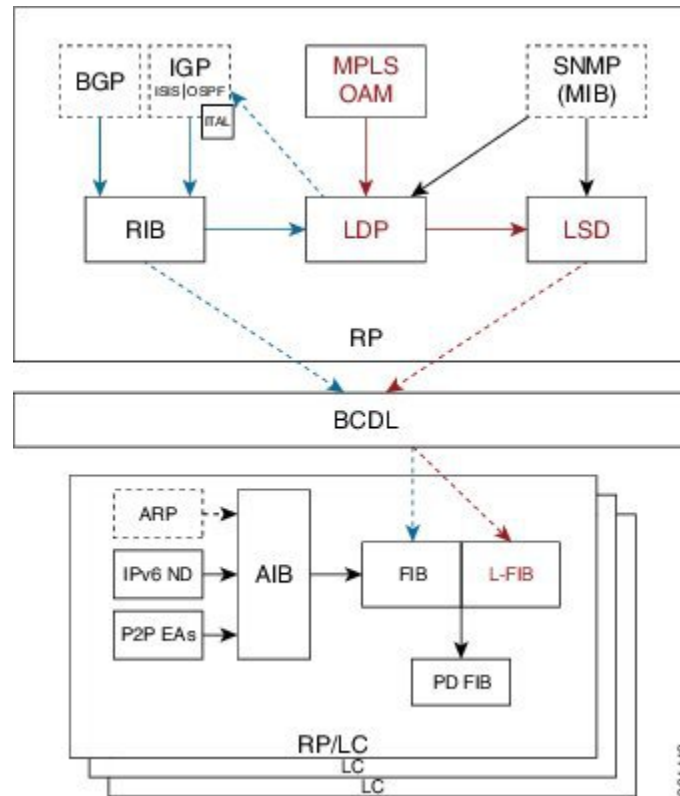 BGP
IGP
ISIS|OSPF
ITAL
MPLS
OAM
SNMP
(MIB)
RIB
LDP
LSD
RP
BCDL
ARP
IPv6 ND
P2P EAs
AIB
FIB
L-FIB
PD FIB
RP/LC
LC
LC